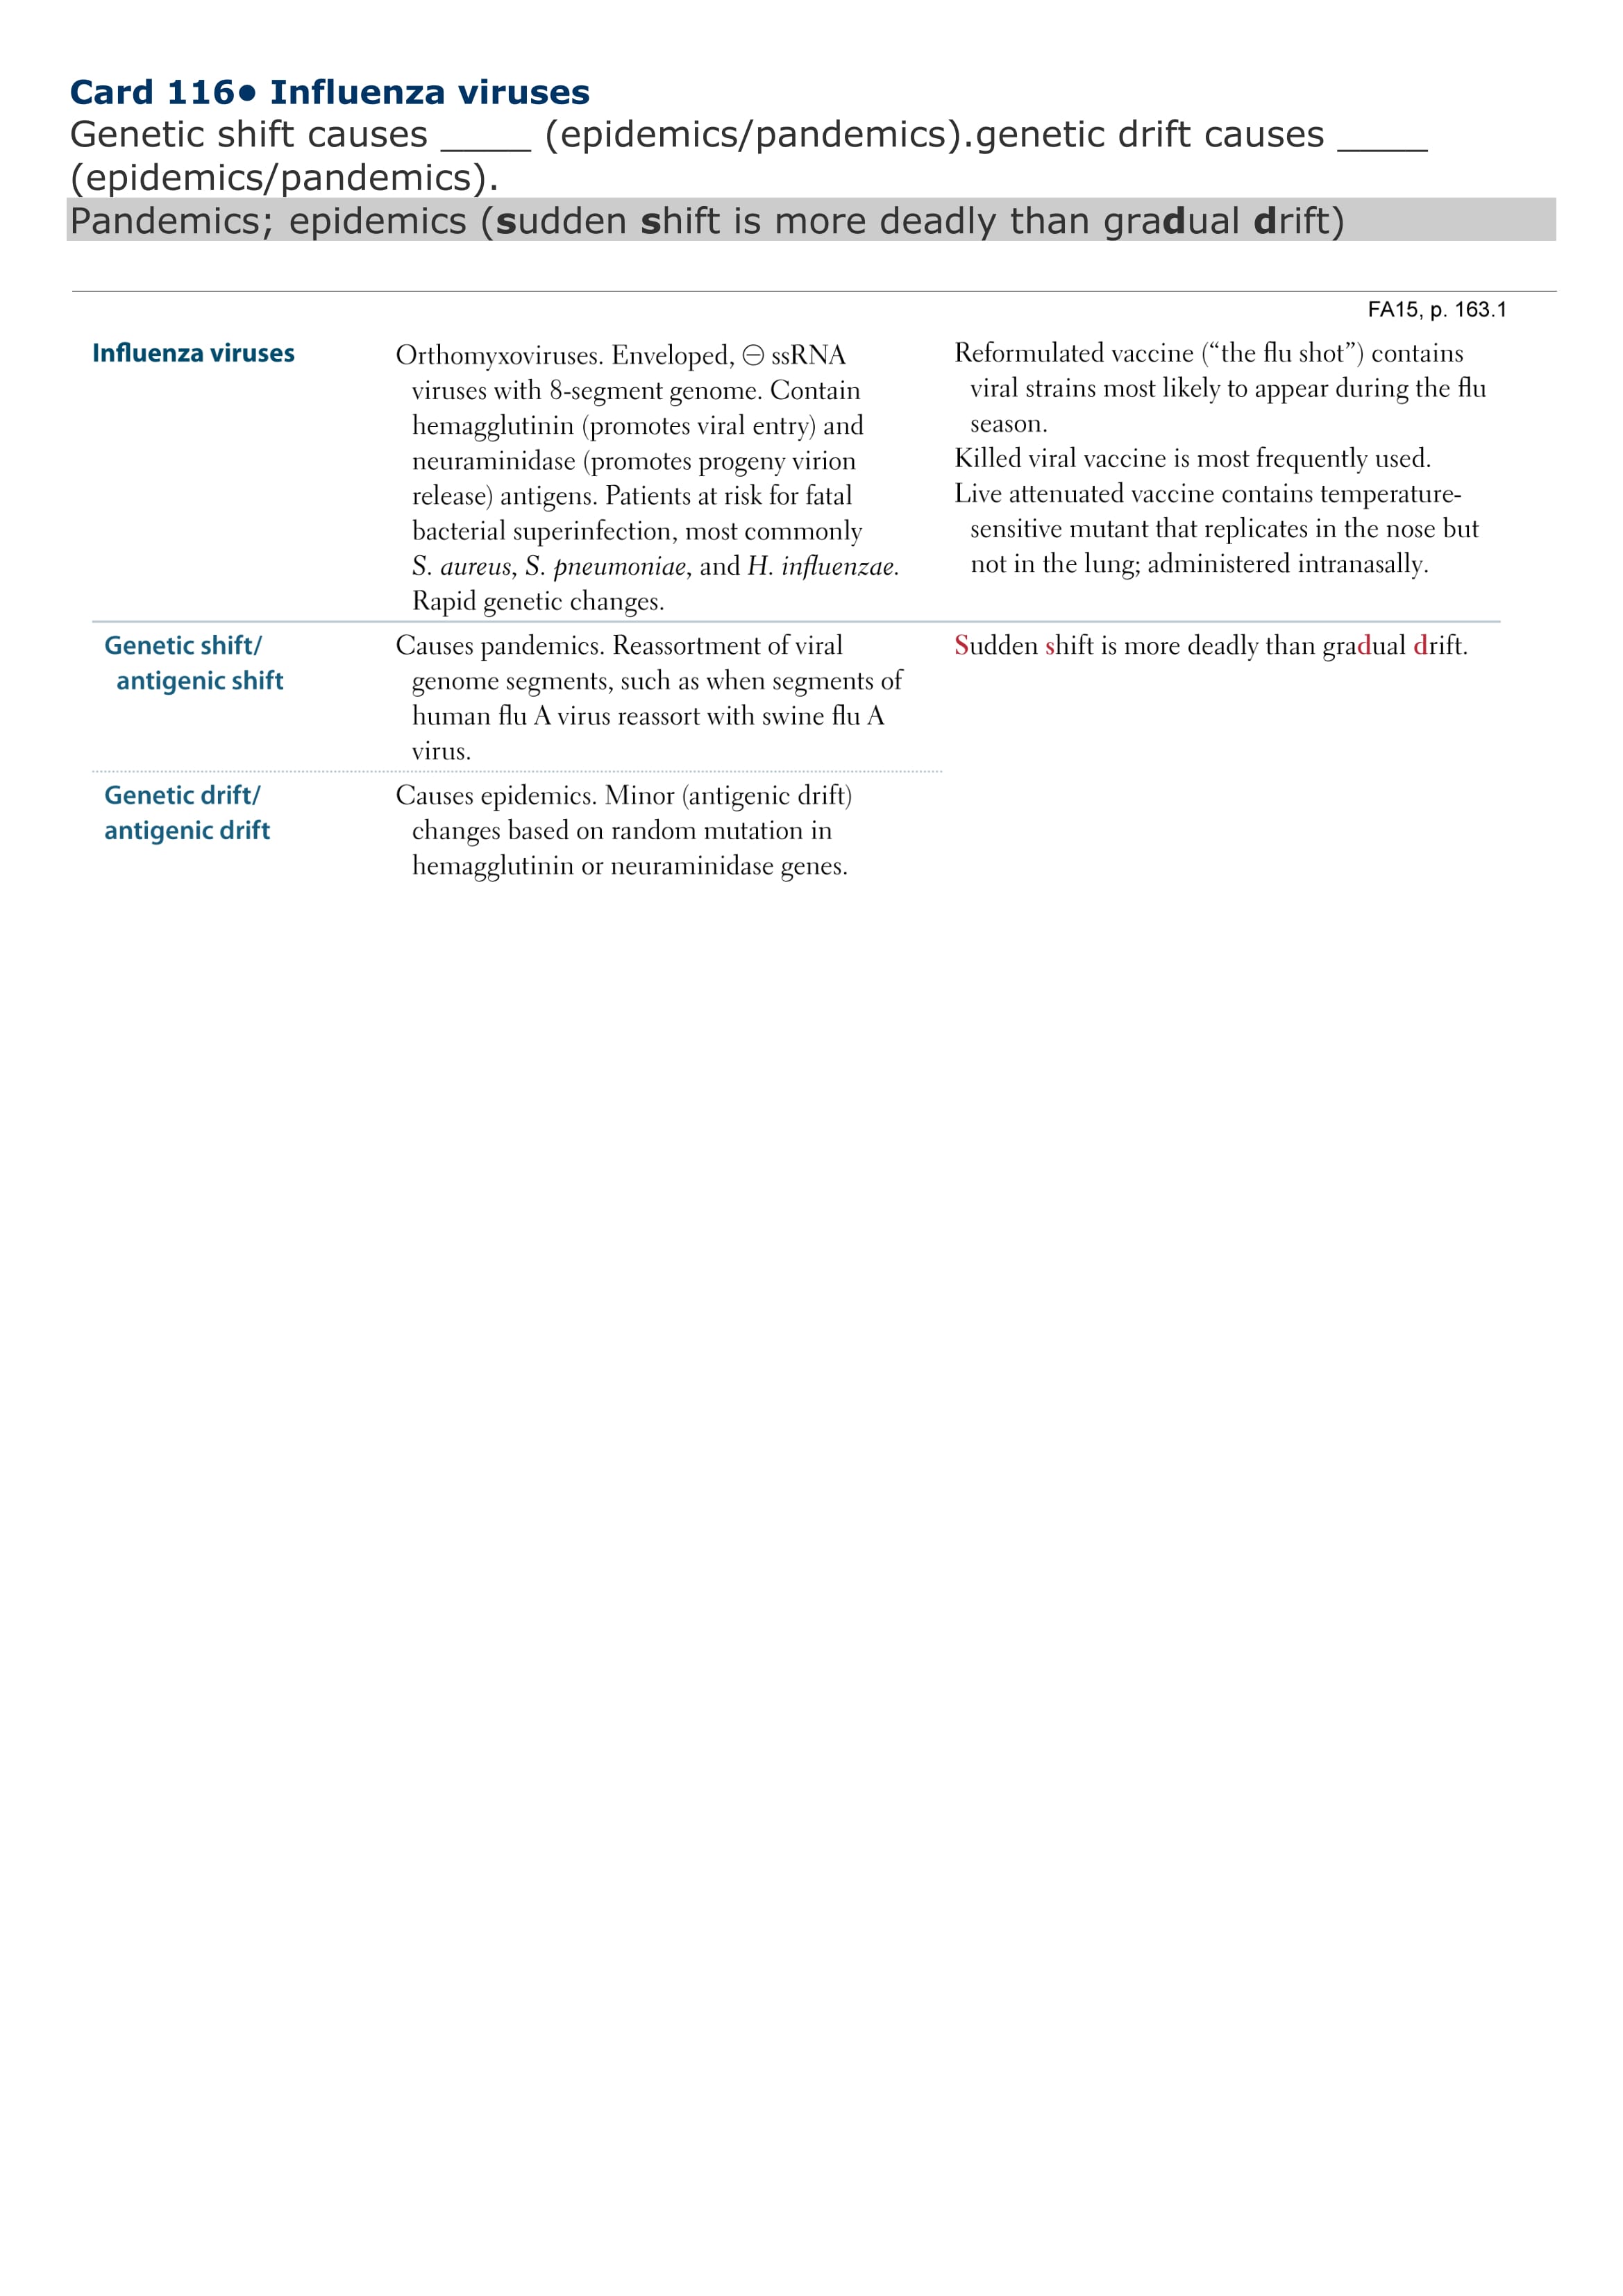 Card 116• Influenza viruses
Genetic shift causes _____ (epidemics/pandemics).genetic drift causes _____
(epidemics/pandemics).
Pandemics; epidemics (sudden shift is more deadly than gradual drift)
FA15, p. 163.1
Influenza viruses
Orthomyxoviruses. Enveloped, ⊖ ssRNA
viruses with 8-segment genome. Contain
hemagglutinin (promotes viral entry) and
neuraminidase (promotes progeny virion
release) antigens. Patients at risk for fatal
bacterial superinfection, most commonly
S. aureus, S. pneumoniae, and H. influenzae.
Rapid genetic changes.
Reformulated vaccine (“the flu shot”) contains
viral strains most likely to appear during the flu
season.
Killed viral vaccine is most frequently used.
Live attenuated vaccine contains temperature-
sensitive mutant that replicates in the nose but
not in the lung; administered intranasally.
Genetic shift/
antigenic shift
Causes pandemics. Reassortment of viral
genome segments, such as when segments of
human flu A virus reassort with swine flu A
virus.
Sudden shift is more deadly than gradual drift.
Genetic drift/
antigenic drift
Causes epidemics. Minor (antigenic drift)
changes based on random mutation in
hemagglutinin or neuraminidase genes.